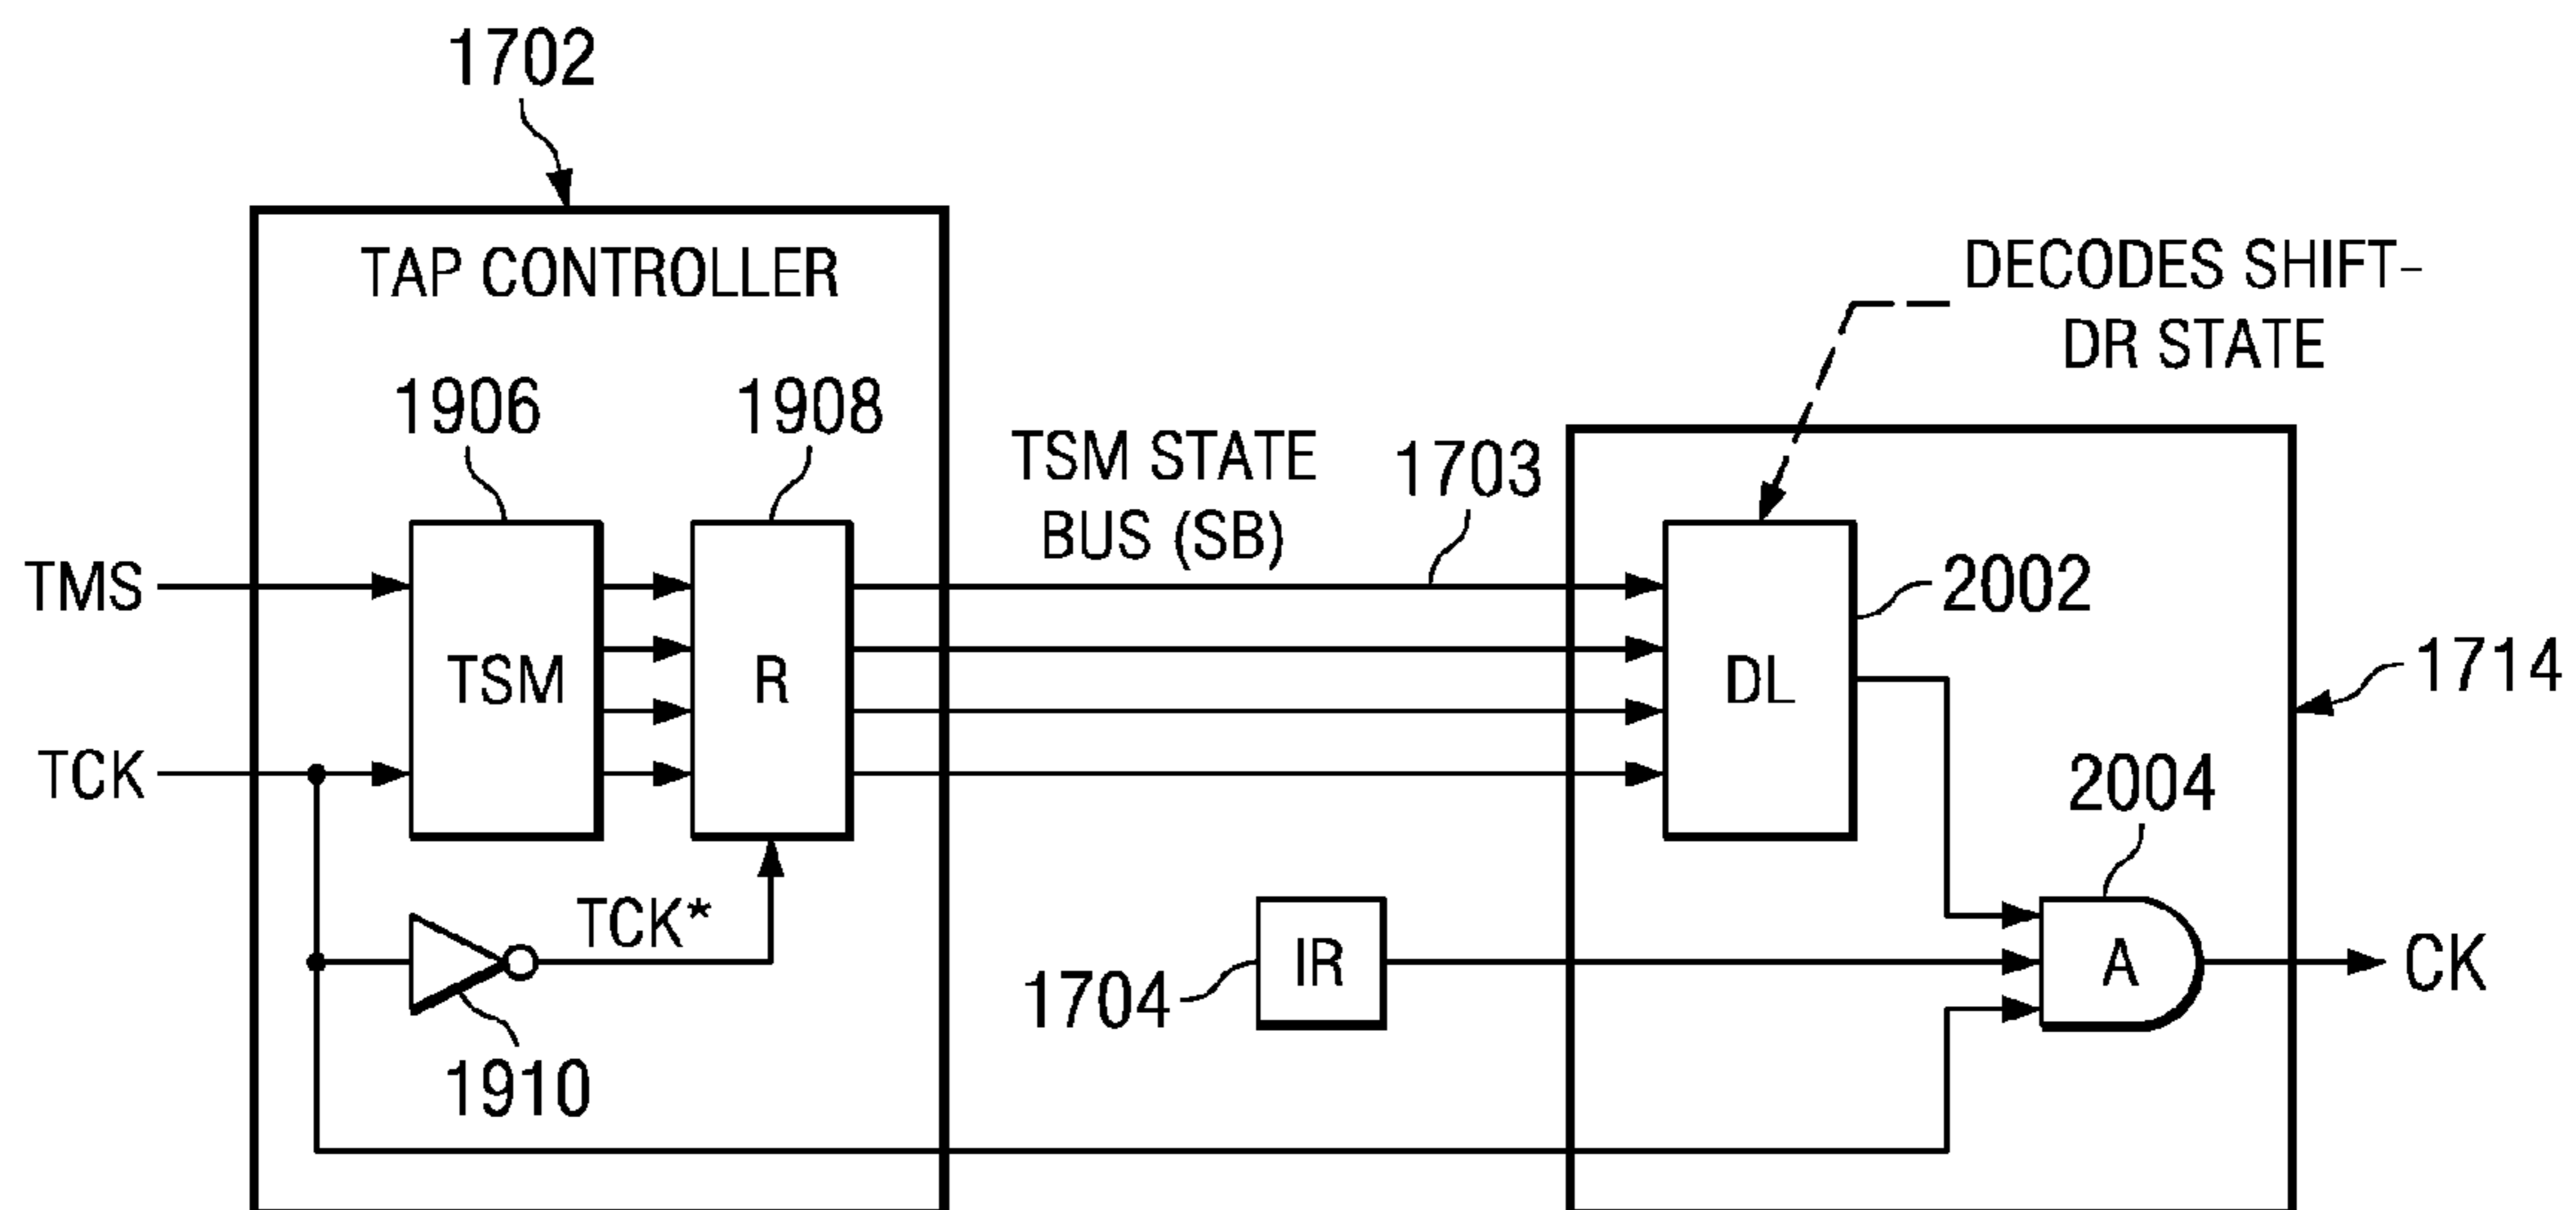 1702
TAP CONTROLLER
DECODES SHIFT-
DR STATE
1906
1908
TSM STATE
BUS (SB)
1703
TMS
TSM
R
DL
2002
1714
TCK
2004
TCK*
1910
1704
IR
A
CK